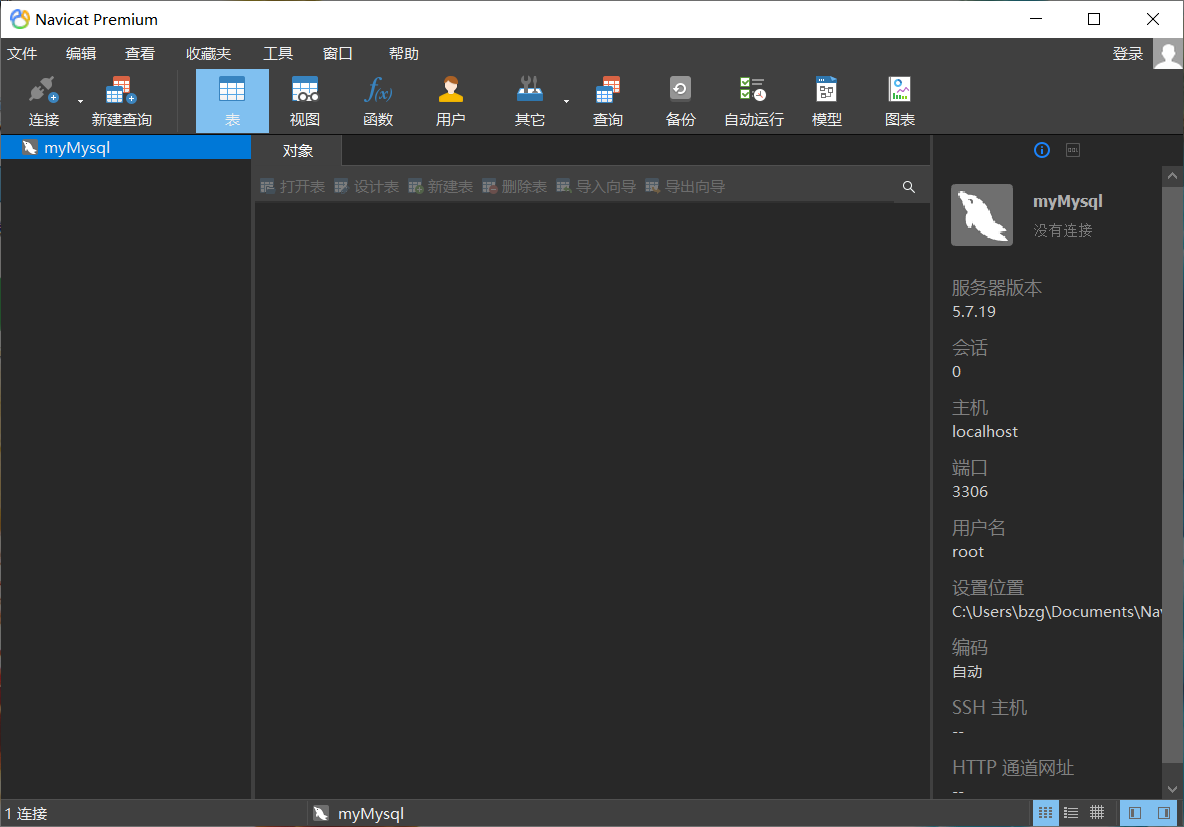 Navicat Premium
文件 编辑 查看 收藏夹 工具 窗口 帮助 登录
连接 新建查询 表 视图 函数 用户 其它 查询 备份 自动运行 模型 图表
myMysql
对象
打开表 设计表 新建表 删除表 导入向导 导出向导
myMysql
没有连接
服务器版本
5.7.19
会话
0
主机
localhost
端口
3306
用户名
root
设置位置
C:\Users\bzg\Documents\Nav
编码
自动
SSH 主机
--
HTTP 通道网址
--
1 连接 myMysql